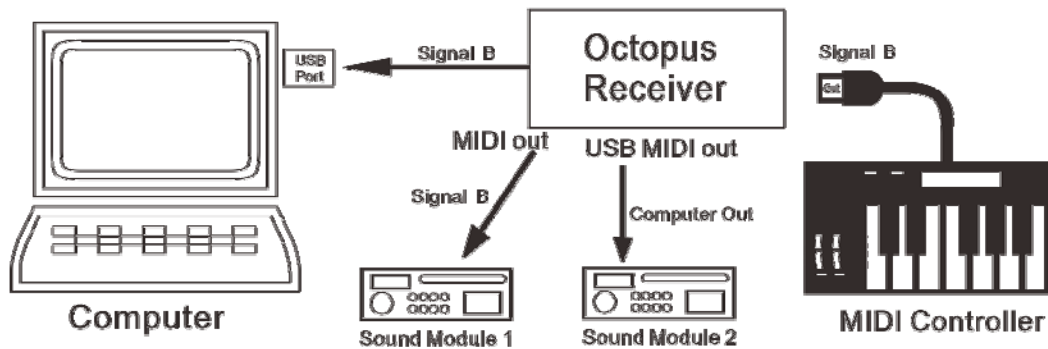 Signal B
USB
Port
Octopus
Receiver
Signal B
Out
MIDI out
USB MIDI out
Signal B
Computer Out
Computer
Sound Module 1
Sound Module 2
MIDI Controller